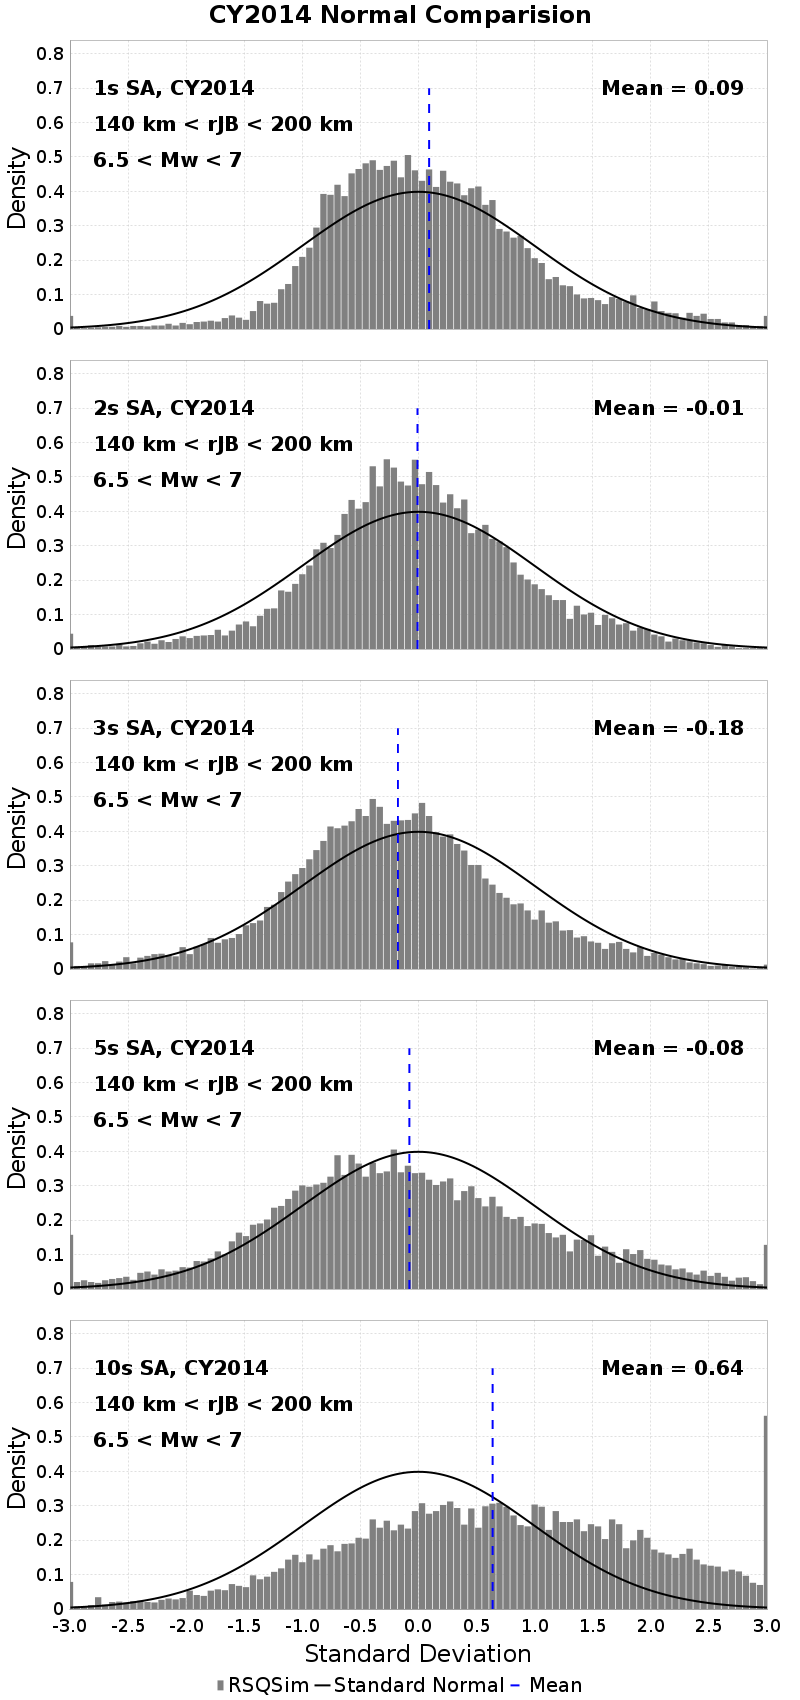 CY2014 Normal Comparision
0.8
0.7
0.6
0.5
0.4
0.3
0.2
0.1
0
Density
1s SA, CY2014
140 km < rJB < 200 km
6.5 < Mw < 7
Mean = 0.09
0.8
0.7
0.6
0.5
0.4
0.3
0.2
0.1
0
Density
2s SA, CY2014
140 km < rJB < 200 km
6.5 < Mw < 7
Mean = -0.01
0.8
0.7
0.6
0.5
0.4
0.3
0.2
0.1
0
Density
3s SA, CY2014
140 km < rJB < 200 km
6.5 < Mw < 7
Mean = -0.18
0.8
0.7
0.6
0.5
0.4
0.3
0.2
0.1
0
Density
5s SA, CY2014
140 km < rJB < 200 km
6.5 < Mw < 7
Mean = -0.08
0.8
0.7
0.6
0.5
0.4
0.3
0.2
0.1
0
Density
10s SA, CY2014
140 km < rJB < 200 km
6.5 < Mw < 7
Mean = 0.64
-3.0 -2.5 -2.0 -1.5 -1.0 -0.5 0.0 0.5 1.0 1.5 2.0 2.5 3.0
Standard Deviation
RSQSim Standard Normal Mean